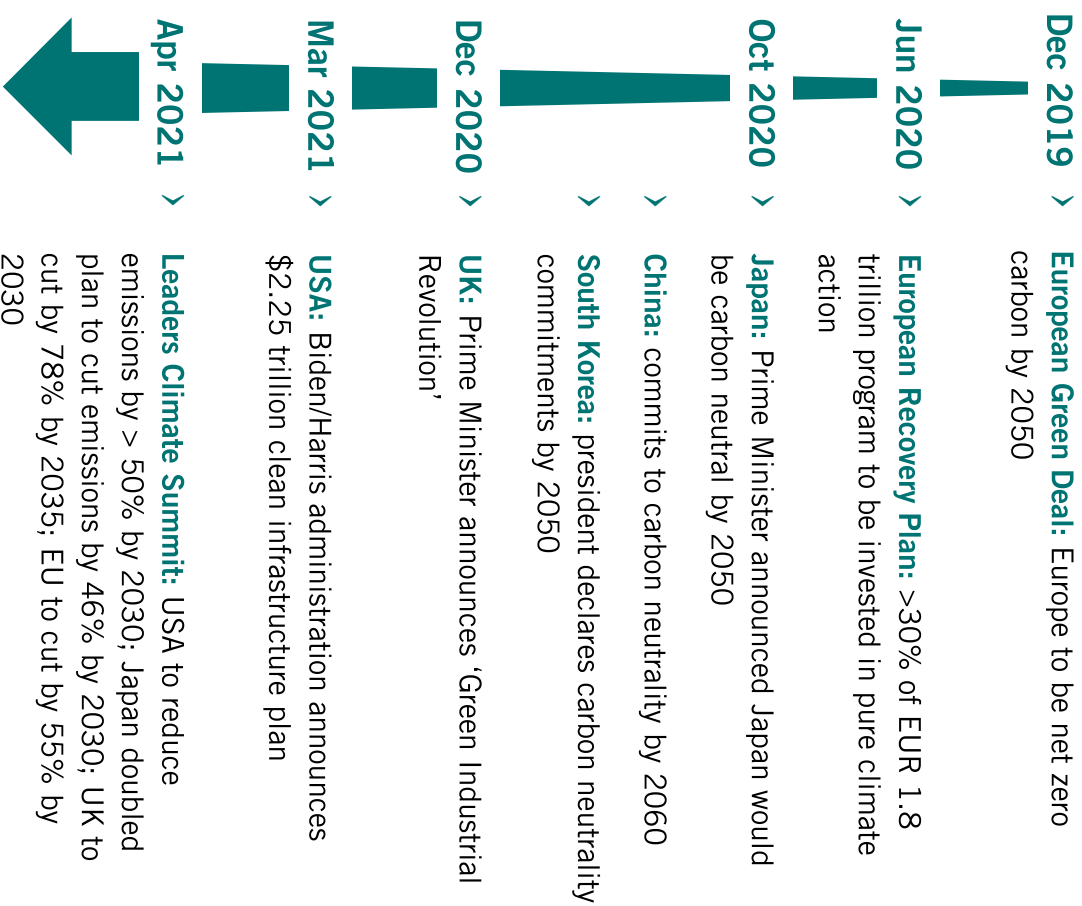 Dec 2019 › European Green Deal: Europe to be net zero
carbon by 2050
Jun 2020 › European Recovery Plan: >30% of EUR 1.8
trillion program to be invested in pure climate
action
Oct 2020 › Japan: Prime Minister announced Japan would
be carbon neutral by 2050
› China: commits to carbon neutrality by 2060
› South Korea: president declares carbon neutrality
commitments by 2050
Dec 2020 › UK: Prime Minister announces ‘Green Industrial
Revolution’
Mar 2021 › USA: Biden/Harris administration announces
$2.25 trillion clean infrastructure plan
Apr 2021 › Leaders Climate Summit: USA to reduce
emissions by > 50% by 2030; Japan doubled
plan to cut emissions by 46% by 2030; UK to
cut by 78% by 2035; EU to cut by 55% by
2030